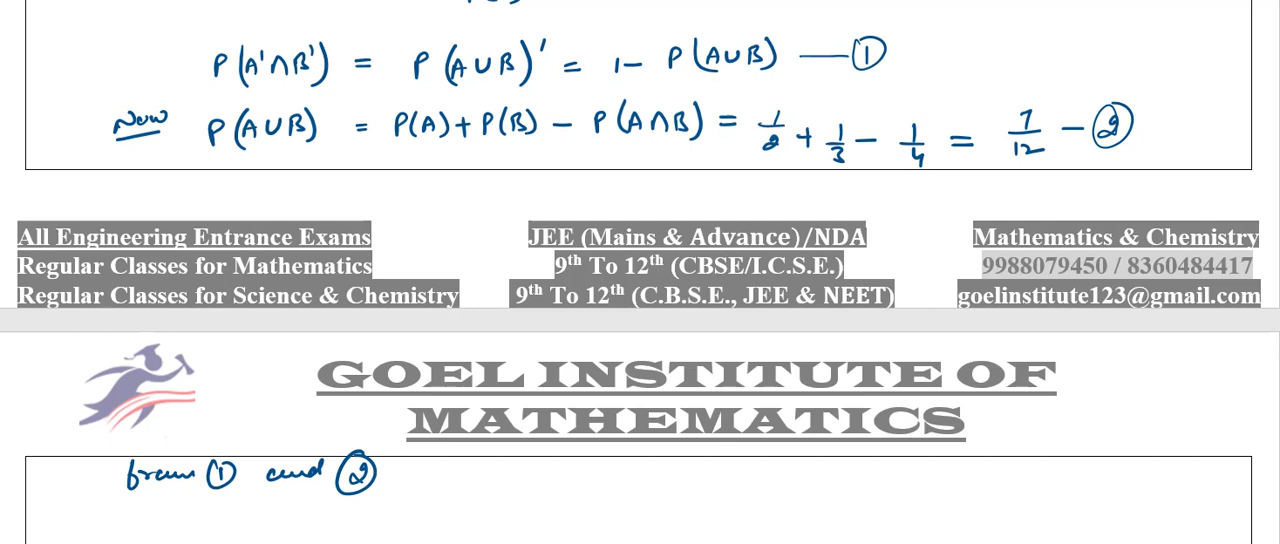 P(A'∩B') = P(A∪B)' = 1- P(A∪B) —①
Now P(A∪B) = P(A)+P(B) - P(A∩B) = 1/2 + 1/3 - 1/4 = 7/12 -②
All Engineering Entrance Exams JEE (Mains & Advance)/NDA Mathematics & Chemistry
Regular Classes for Mathematics 9th To 12th (CBSE/I.C.S.E.) 9988079450 / 8360484417
Regular Classes for Science & Chemistry 9th To 12th (C.B.S.E., JEE & NEET) goelinstitute123@gmail.com
GOEL INSTITUTE OF
MATHEMATICS
from ① and ②